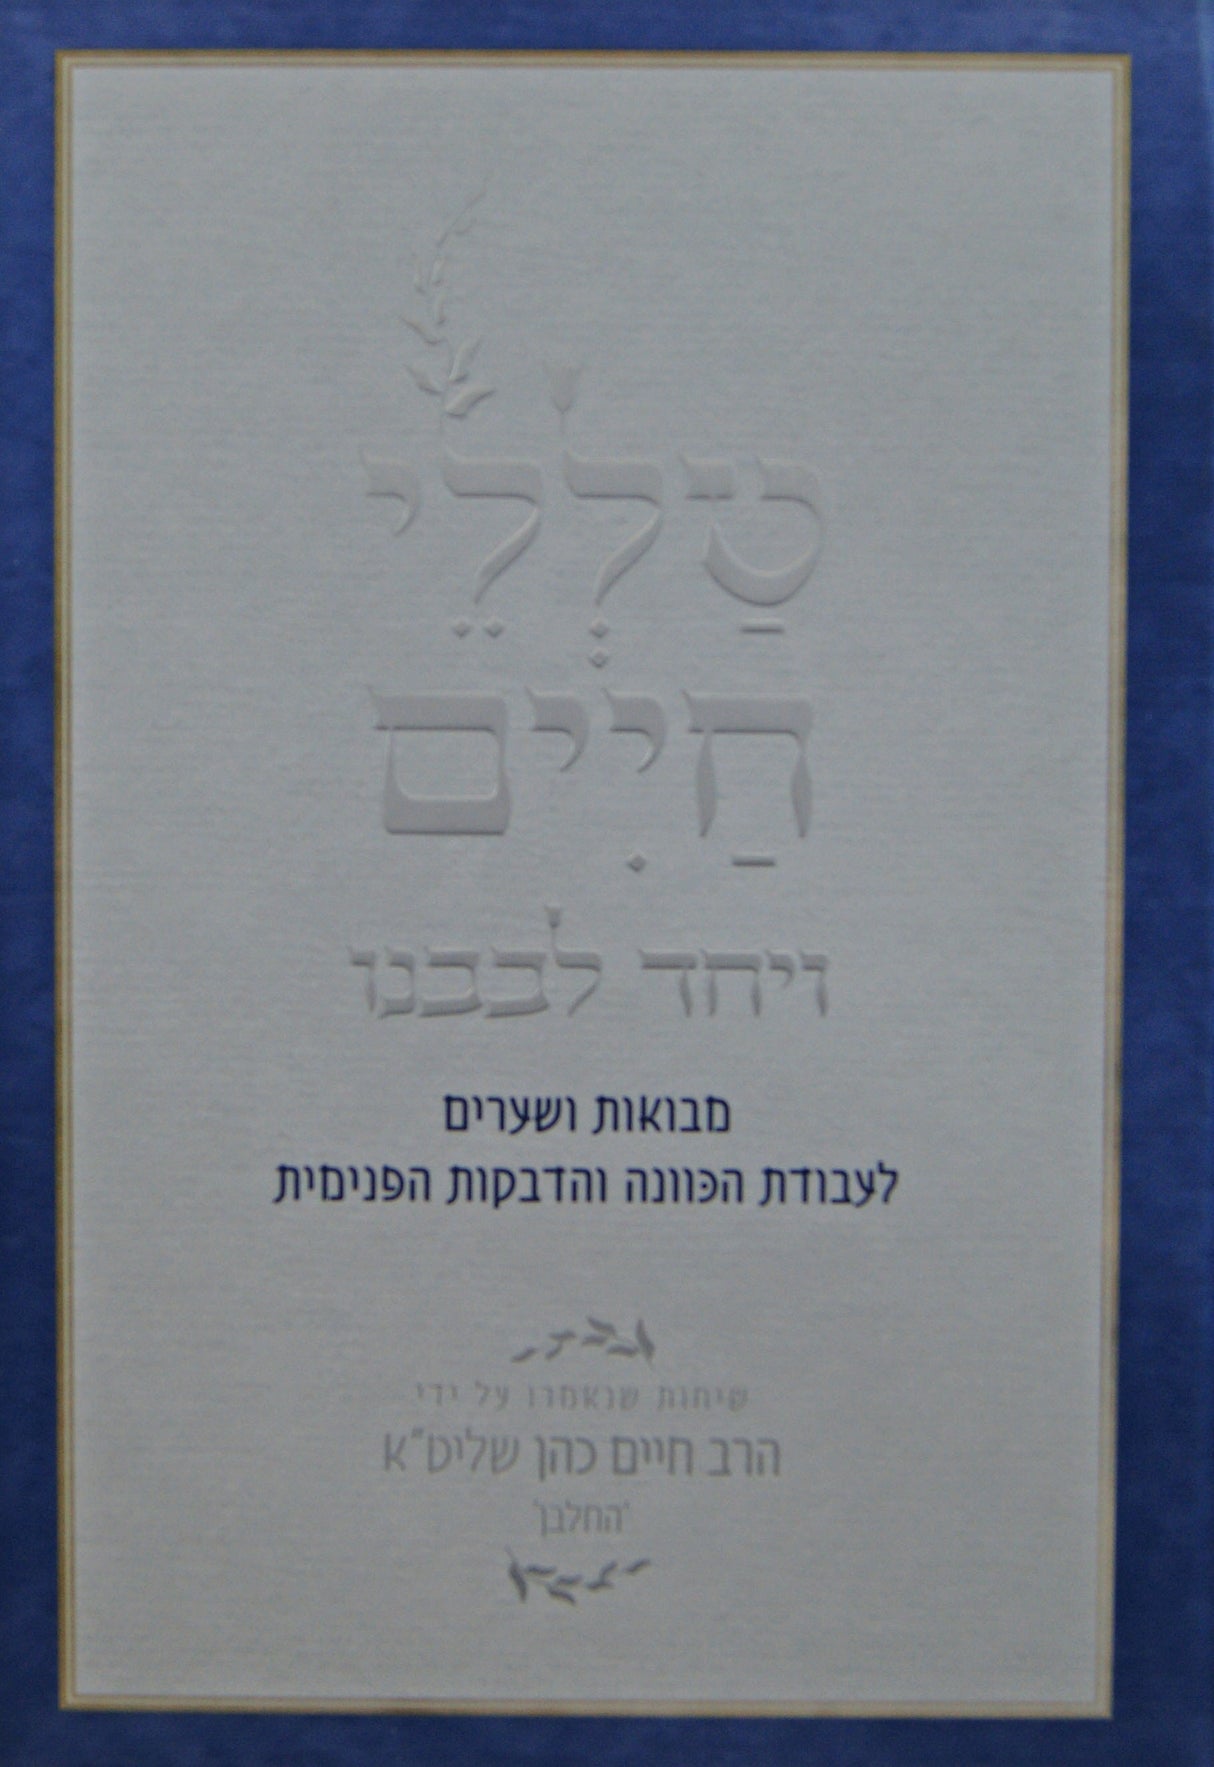 טַלְלֵי
חַיִים
ויחד לבבנו
מבואות ושערים
לעבודת הכוונה והדבקות הפנימית
שיחות שנאמרו על ידי
הרב חיים כהן שליט"א
'החלבן'